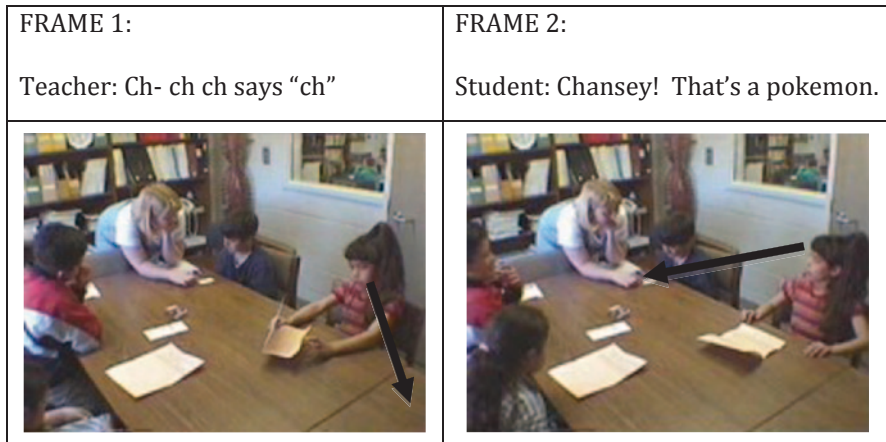 FRAME 1:
Teacher: Ch- ch ch says “ch”
FRAME 2:
Student: Chansey! That’s a pokemon.